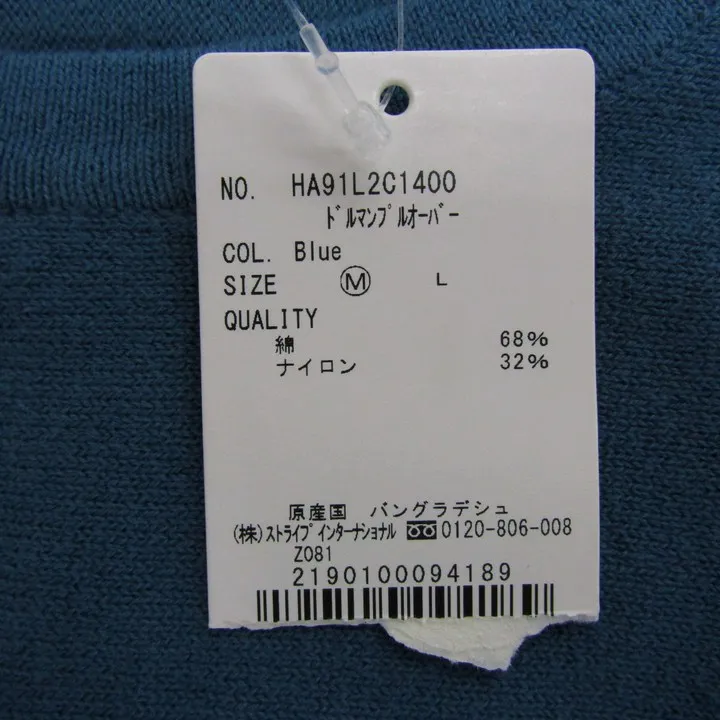 NO. HA91L2C1400
ﾄﾞﾙﾏﾝﾌﾟﾙｵｰﾊﾞｰ
COL. Blue
SIZE Ⓜ L
QUALITY
綿 68%
ナイロン 32%
原産国 バングラデシュ
(株)ｽﾄﾗｲﾌﾟｲﾝﾀｰﾅｼｮﾅﾙ 0120-806-008
Z081
2190100094189